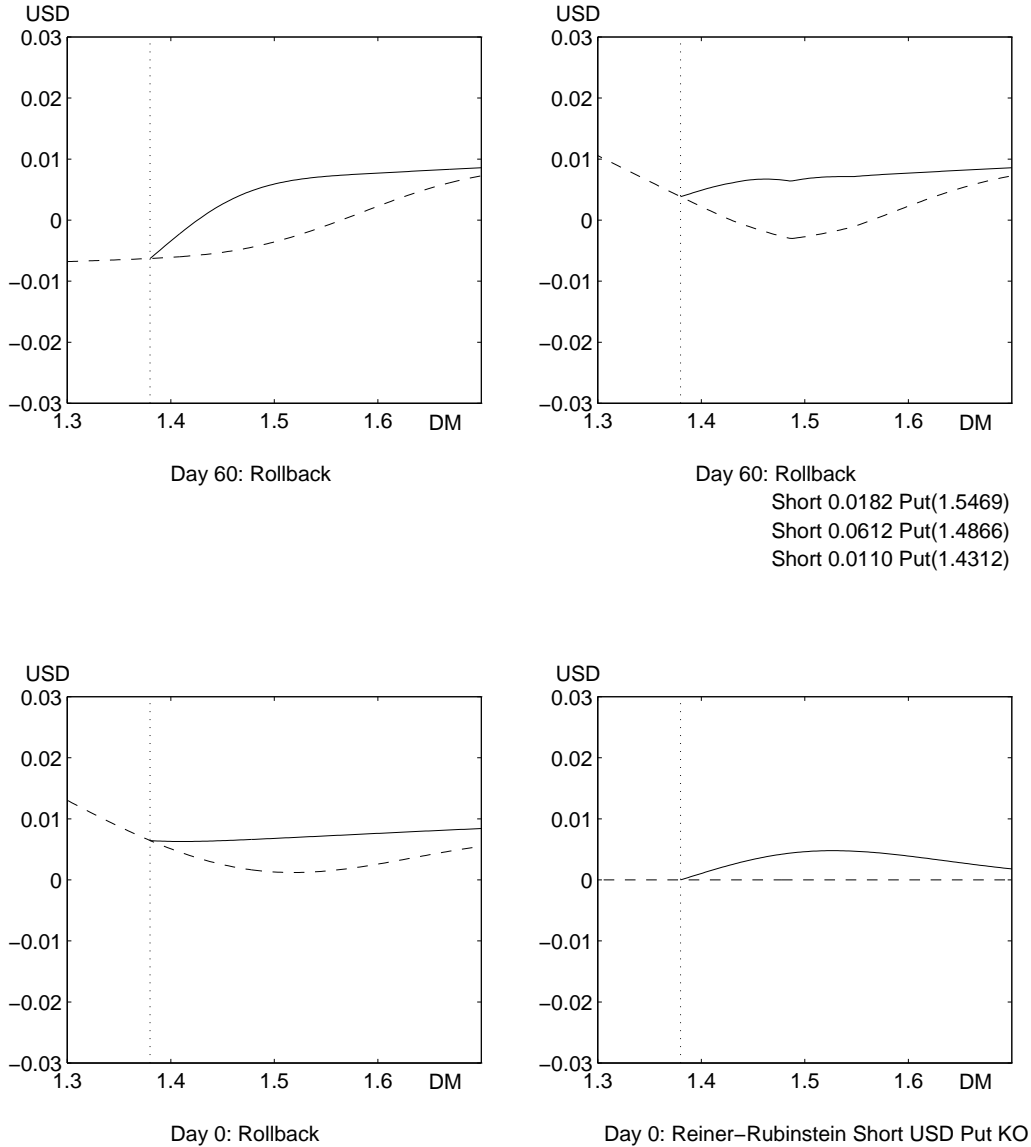 USD
0.03
0.02
0.01
0
−0.01
−0.02
−0.03
1.3 1.4 1.5 1.6 DM
Day 60: Rollback
USD
0.03
0.02
0.01
0
−0.01
−0.02
−0.03
1.3 1.4 1.5 1.6 DM
Day 60: Rollback
Short 0.0182 Put(1.5469)
Short 0.0612 Put(1.4866)
Short 0.0110 Put(1.4312)
USD
0.03
0.02
0.01
0
−0.01
−0.02
−0.03
1.3 1.4 1.5 1.6 DM
Day 0: Rollback
USD
0.03
0.02
0.01
0
−0.01
−0.02
−0.03
1.3 1.4 1.5 1.6 DM
Day 0: Reiner−Rubinstein Short USD Put KO